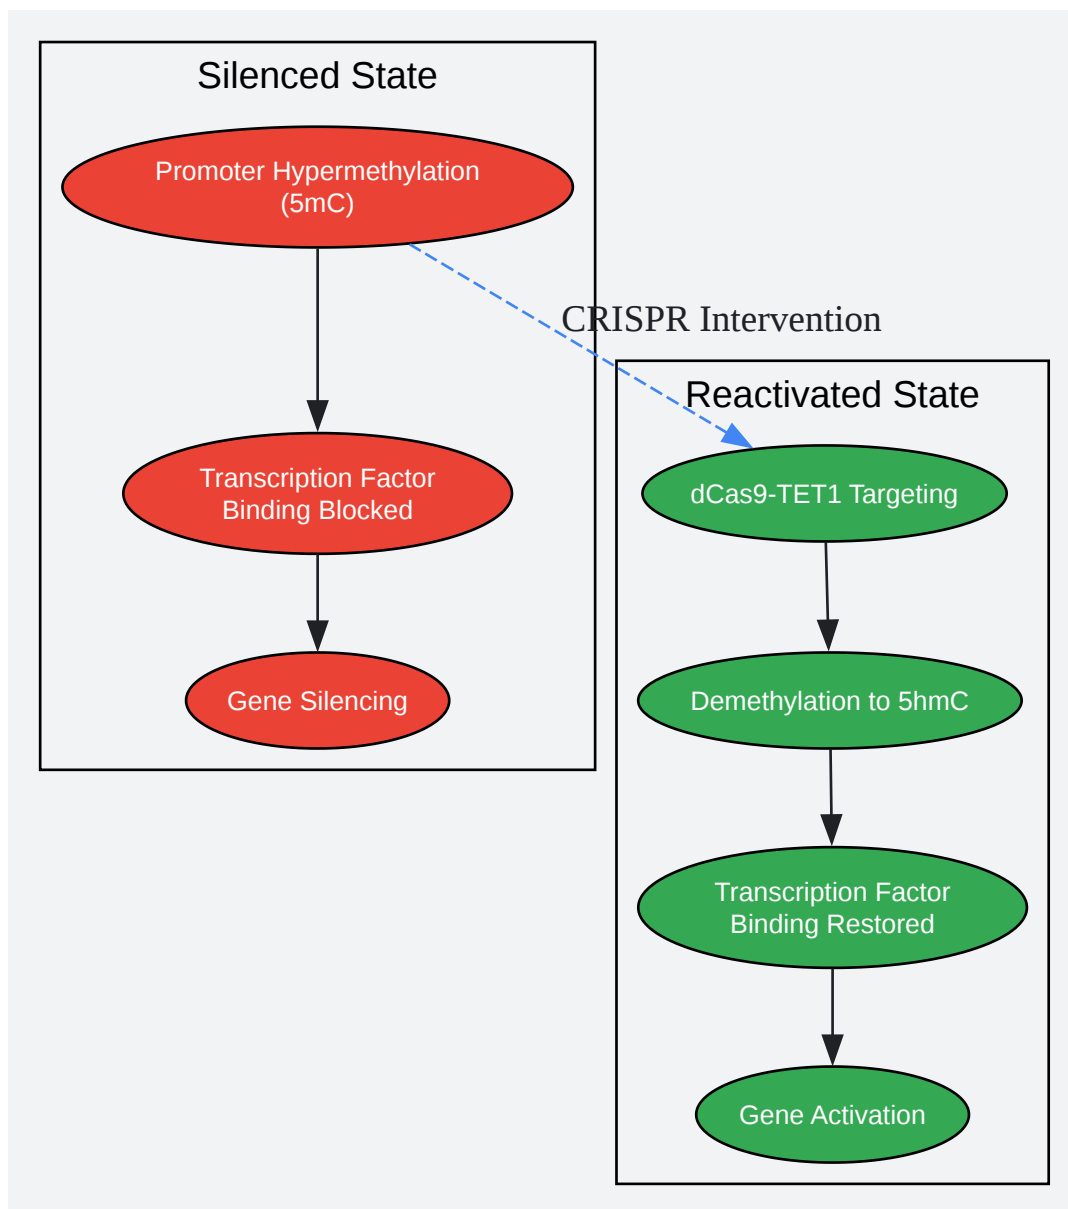 Silenced State
Promoter Hypermethylation
(5mC)
CRISPR Intervention
Transcription Factor
Binding Blocked
Gene Silencing
Reactivated State
dCas9-TET1 Targeting
Demethylation to 5hmC
Transcription Factor
Binding Restored
Gene Activation